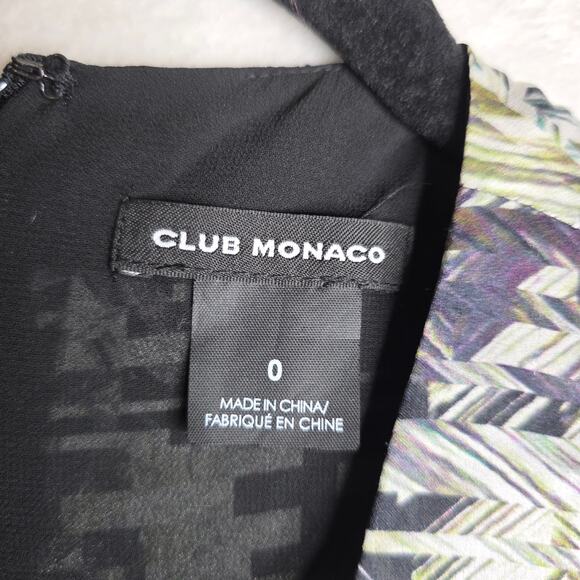 CLUB MONACO
0
MADE IN CHINA/
FABRIQUÉ EN CHINE